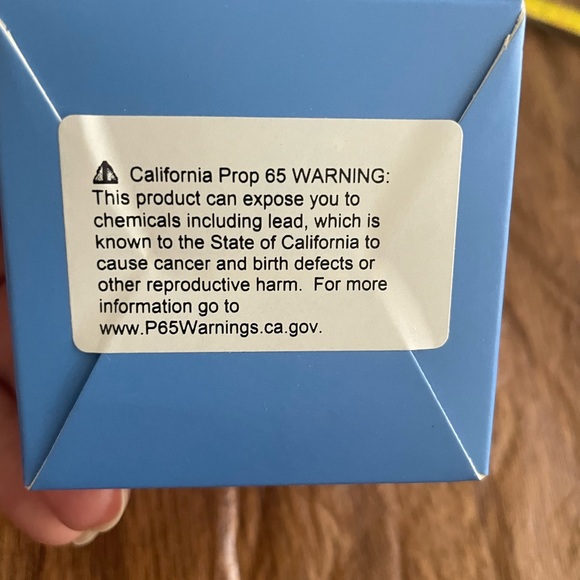 California Prop 65 WARNING:
This product can expose you to
chemicals including lead, which is
known to the State of California to
cause cancer and birth defects or
other reproductive harm. For more
information go to
www.P65Warnings.ca.gov.